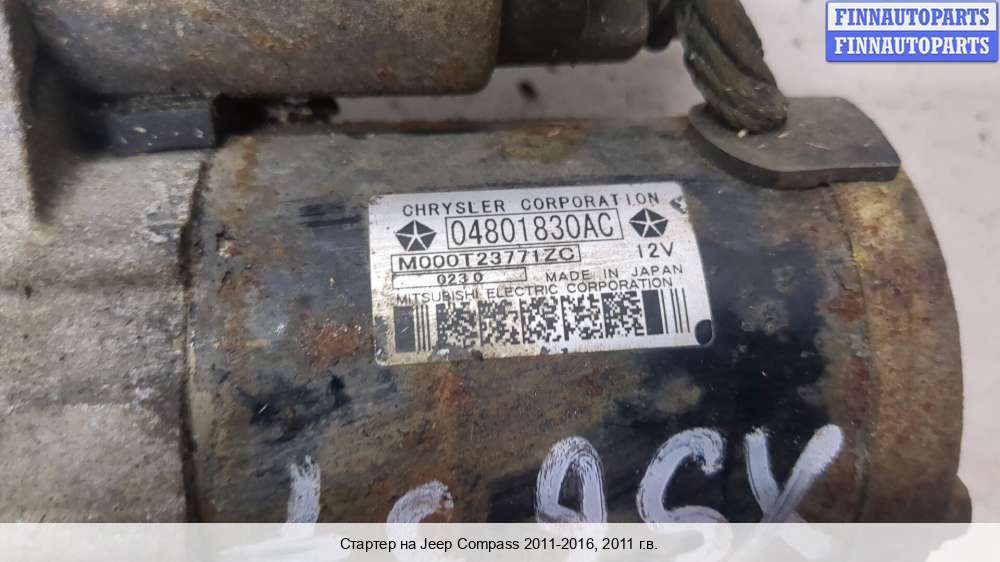 FINNAUTOPARTS
FINNAUTOPARTS
CHRYSLER CORPORATION
04801830AC
M000T23771ZC
12V
0230
MADE IN JAPAN
MITSUBISHI ELECTRIC CORPORATION
Стартер на Jeep Compass 2011-2016, 2011 г.в.